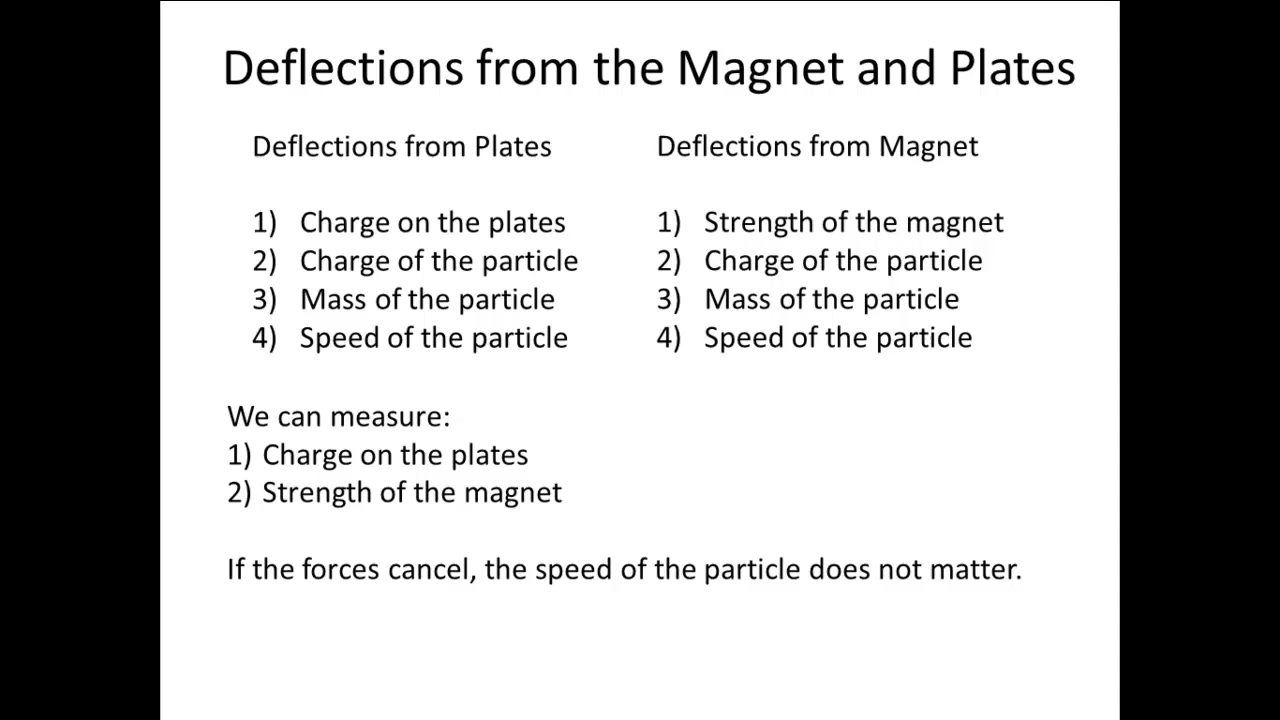 Deflections from the Magnet and Plates
Deflections from Plates
1) Charge on the plates
2) Charge of the particle
3) Mass of the particle
4) Speed of the particle
Deflections from Magnet
1) Strength of the magnet
2) Charge of the particle
3) Mass of the particle
4) Speed of the particle
We can measure:
1) Charge on the plates
2) Strength of the magnet
If the forces cancel, the speed of the particle does not matter.